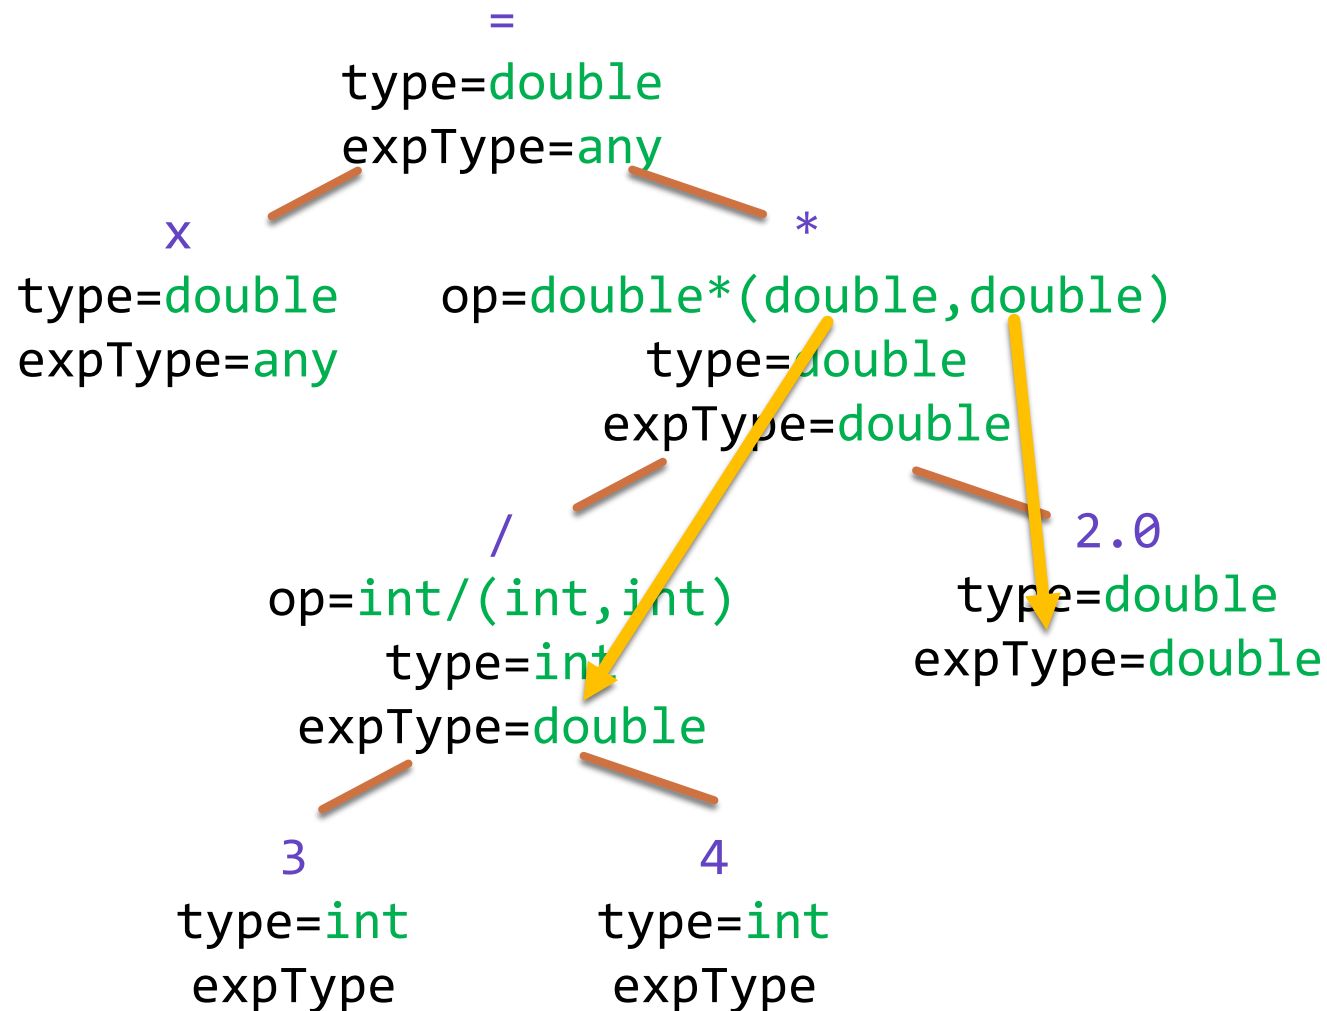 =
type=double
expType=any
x
type=double
expType=any
*
op=double*(double,double)
type=double
expType=double
/
op=int/(int,int)
type=int
expType=double
2.0
type=double
expType=double
3
type=int
expType
4
type=int
expType